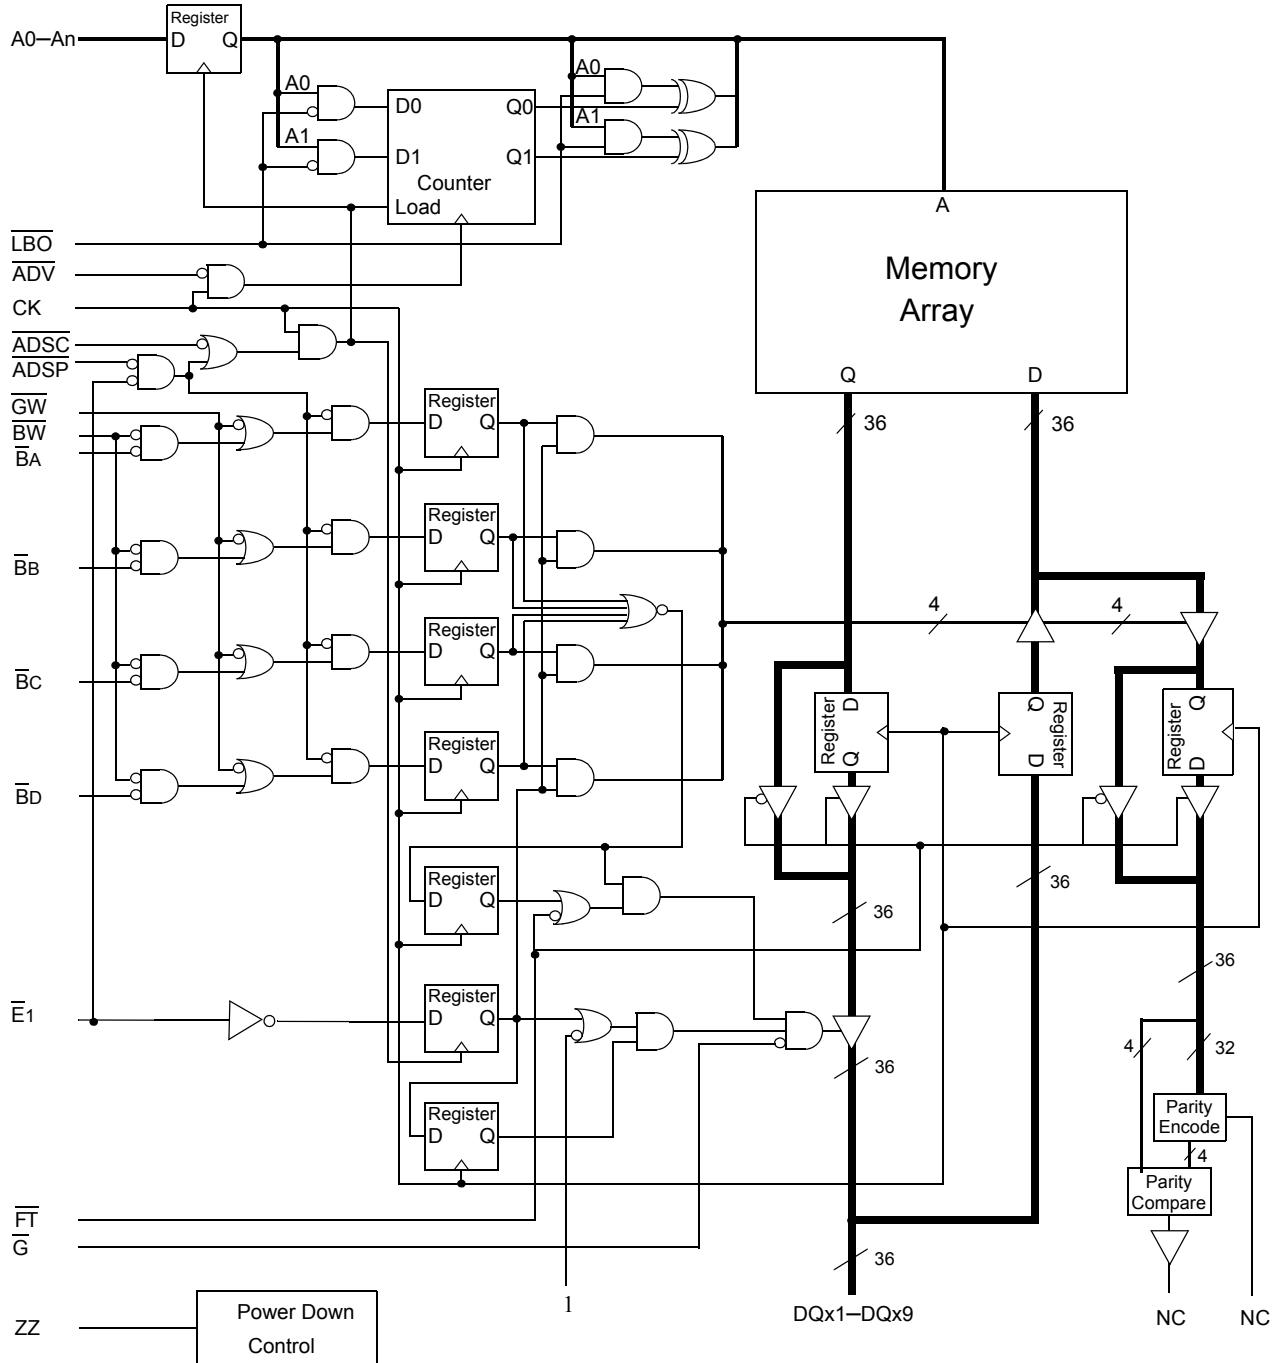 Register
A0–An
D Q
A0
A0
D0 Q0
A1
A1
D1 Q1
Counter
Load
A
LBO
Memory
ADV
Array
CK
ADSC
ADSP
Q D
GW
Register
BW
D Q
36 36
BA
Register
D Q
BB
4 4
Register
D Q
BC
Register D Q
Q Register D
Register Q D
Register
D Q
BD
Register
D Q
36
36
36
Register
E1
D Q
4 32
36
Register
D Q
Parity
Encode
4
Parity
Compare
FT
G
36
1
DQx1–DQx9
NC NC
Power Down
ZZ
Control